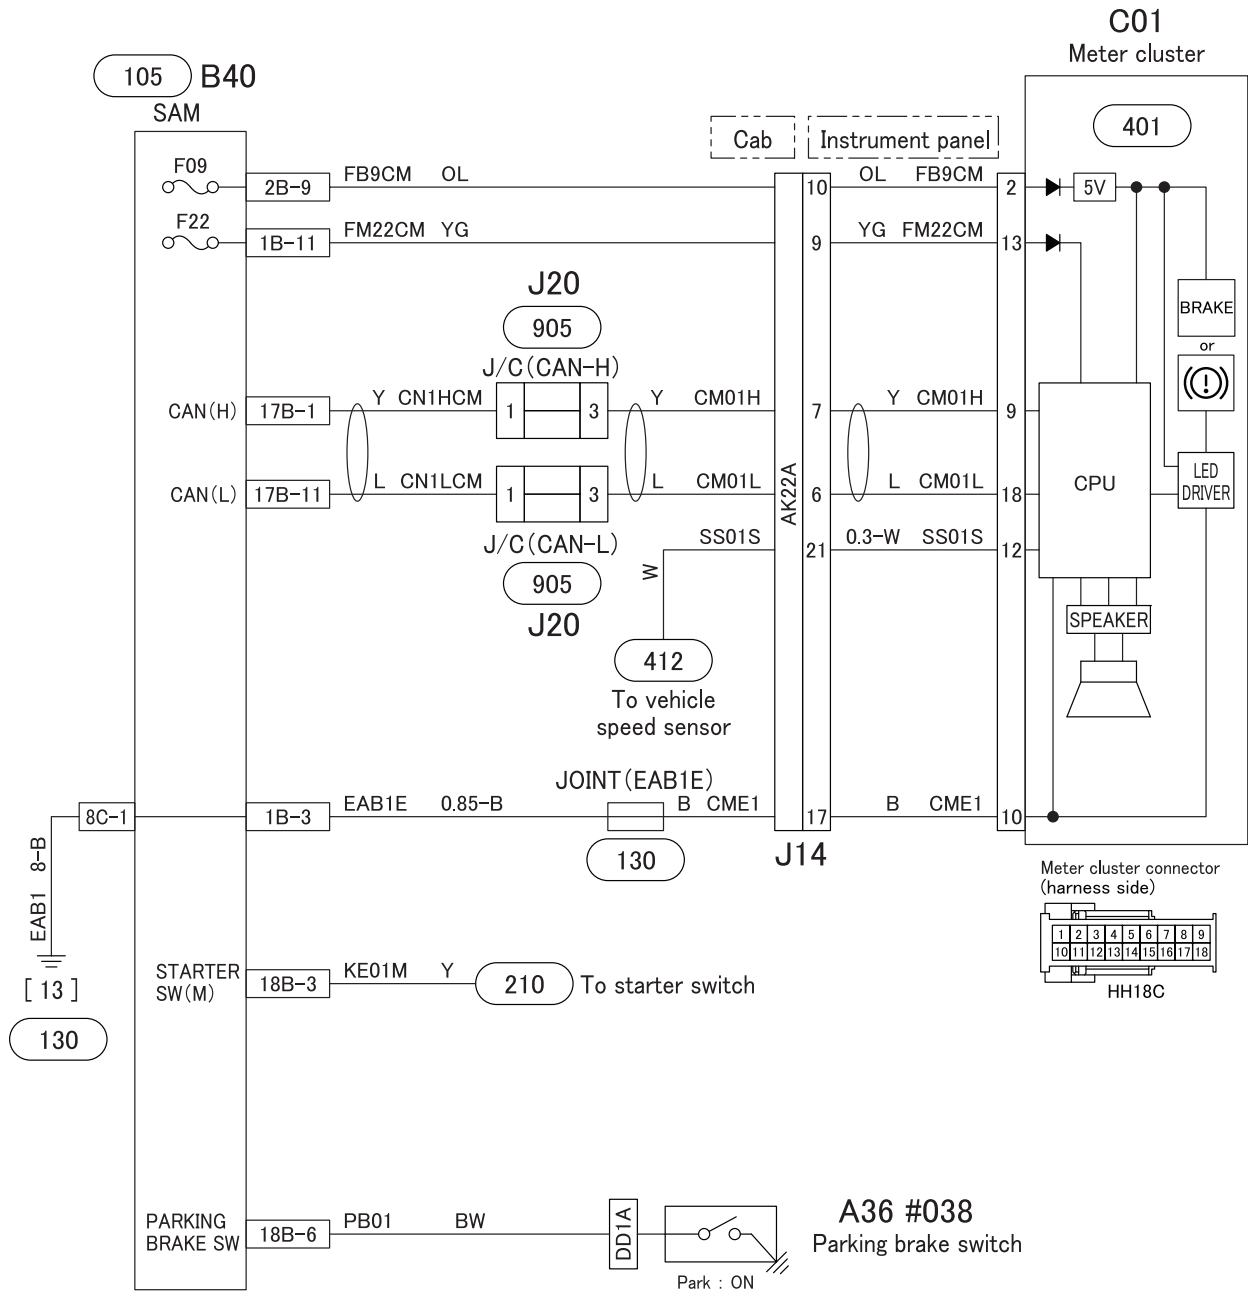 C01
Meter cluster
105 B40
SAM
401
Cab
Instrument panel
F09
2B-9
FB9CM OL
10
OL FB9CM
2
5V
F22
1B-11
FM22CM YG
9
YG FM22CM
13
J20
905
J/C(CAN-H)
BRAKE
or
CAN(H)
17B-1
Y CN1HCM
1
3
Y CM01H
7
Y CM01H
9
CPU
LED
DRIVER
CAN(L)
17B-11
L CN1LCM
1
3
L CM01L
AK22A
6
L CM01L
18
J/C(CAN-L)
905
J20
SS01S
W
21
0.3-W SS01S
12
SPEAKER
412
To vehicle
speed sensor
JOINT(EAB1E)
8C-1
1B-3
EAB1E 0.85-B
B CME1
17
B CME1
10
130
J14
EAB1 8-B
[13]
130
Meter cluster connector
(harness side)
1 2 3 4 5 6 7 8 9
10 11 12 13 14 15 16 17 18
HH18C
STARTER
SW(M)
18B-3
KE01M Y
210
To starter switch
PARKING
BRAKE SW
18B-6
PB01 BW
DD1A
A36 #038
Parking brake switch
Park : ON